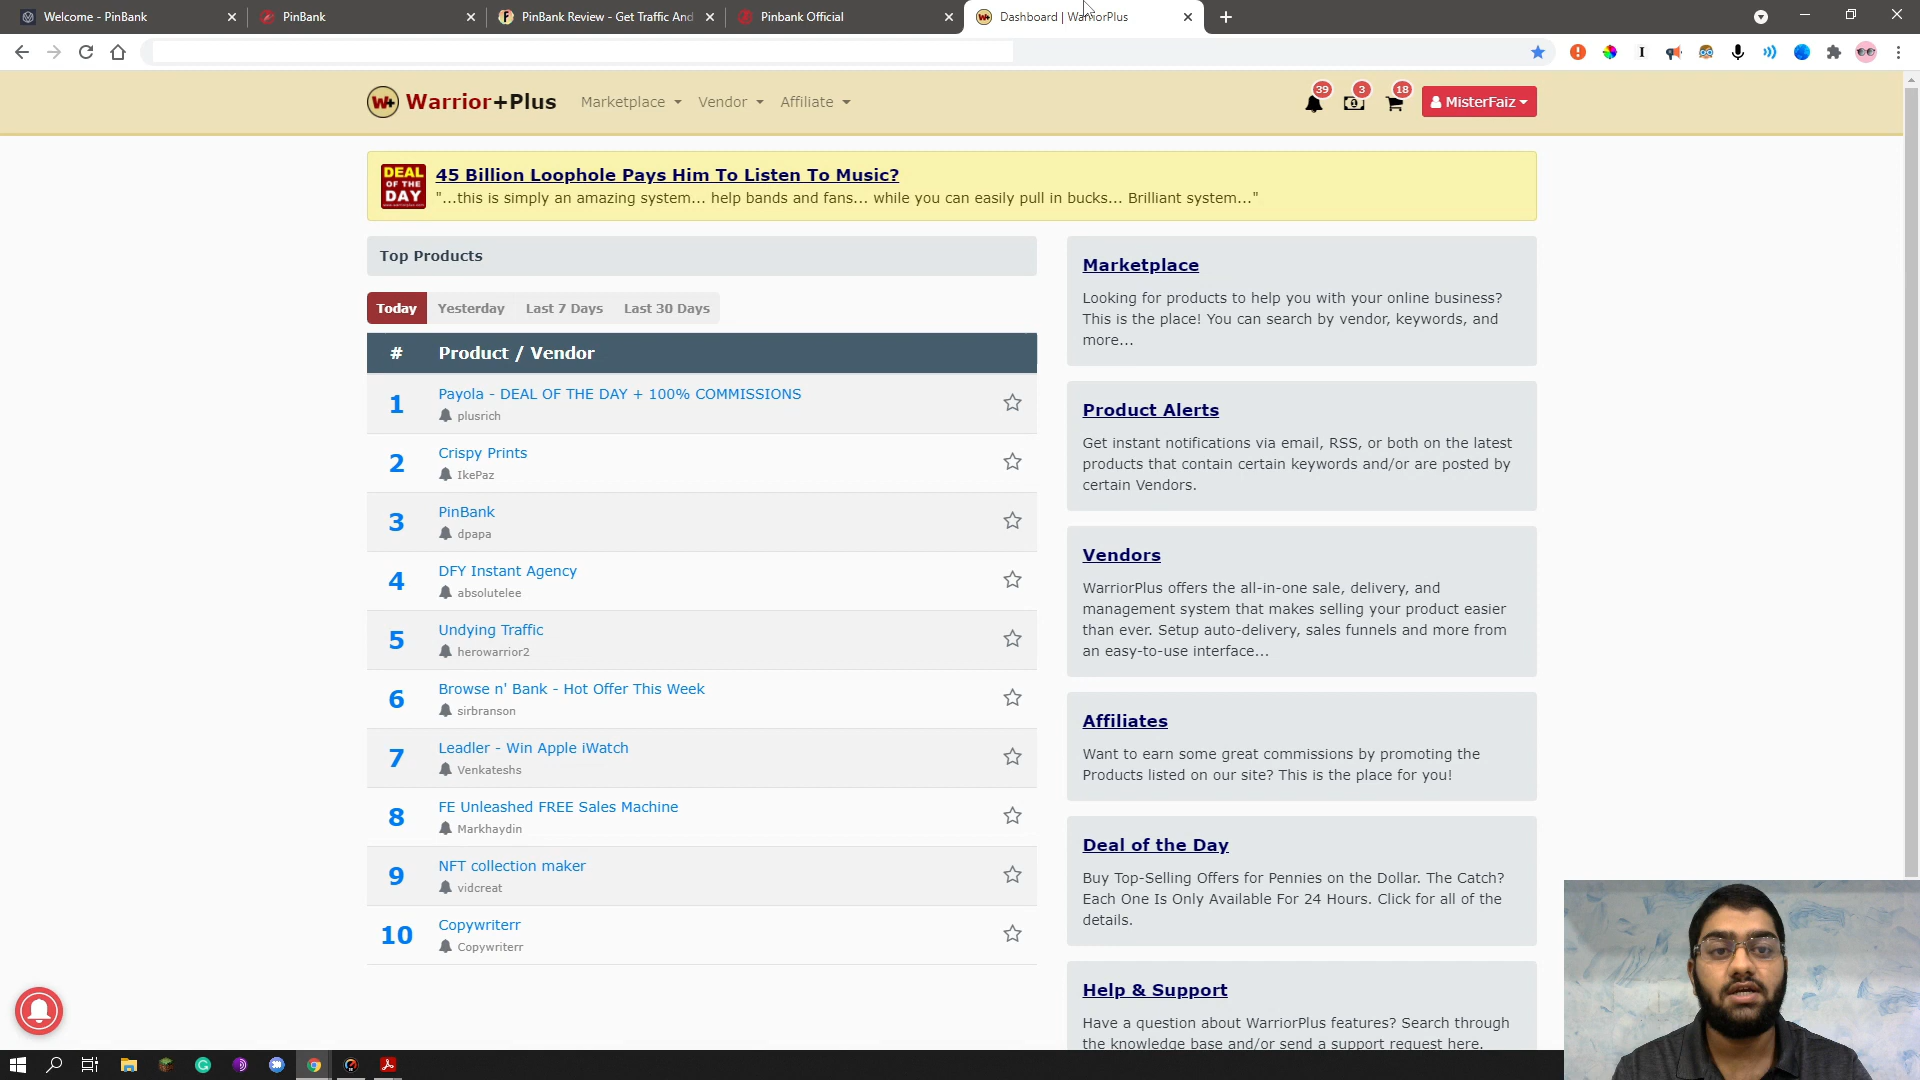 Welcome - PinBank
PinBank
PinBank Review - Get Traffic And
Pinbank Official
Dashboard | WarriorPlus
Warrior+Plus
Marketplace
Vendor
Affiliate
39
3
18
MisterFaiz
DEAL
OF THE
DAY
45 Billion Loophole Pays Him To Listen To Music?
"...this is simply an amazing system... help bands and fans... while you can easily pull in bucks... Brilliant system..."
Top Products
Today
Yesterday
Last 7 Days
Last 30 Days
# Product / Vendor
1 Payola - DEAL OF THE DAY + 100% COMMISSIONS
plusrich
2 Crispy Prints
IkePaz
3 PinBank
dpapa
4 DFY Instant Agency
absolutelee
5 Undying Traffic
herowarrior2
6 Browse n' Bank - Hot Offer This Week
sirbranson
7 Leadler - Win Apple iWatch
Venkateshs
8 FE Unleashed FREE Sales Machine
Markhaydin
9 NFT collection maker
vidcreat
10 Copywriterr
Copywriterr
Marketplace
Looking for products to help you with your online business?
This is the place! You can search by vendor, keywords, and
more...
Product Alerts
Get instant notifications via email, RSS, or both on the latest
products that contain certain keywords and/or are posted by
certain Vendors.
Vendors
WarriorPlus offers the all-in-one sale, delivery, and
management system that makes selling your product easier
than ever. Setup auto-delivery, sales funnels and more from
an easy-to-use interface...
Affiliates
Want to earn some great commissions by promoting the
Products listed on our site? This is the place for you!
Deal of the Day
Buy Top-Selling Offers for Pennies on the Dollar. The Catch?
Each One Is Only Available For 24 Hours. Click for all of the
details.
Help & Support
Have a question about WarriorPlus features? Search through
the knowledge base and/or send a support request here.